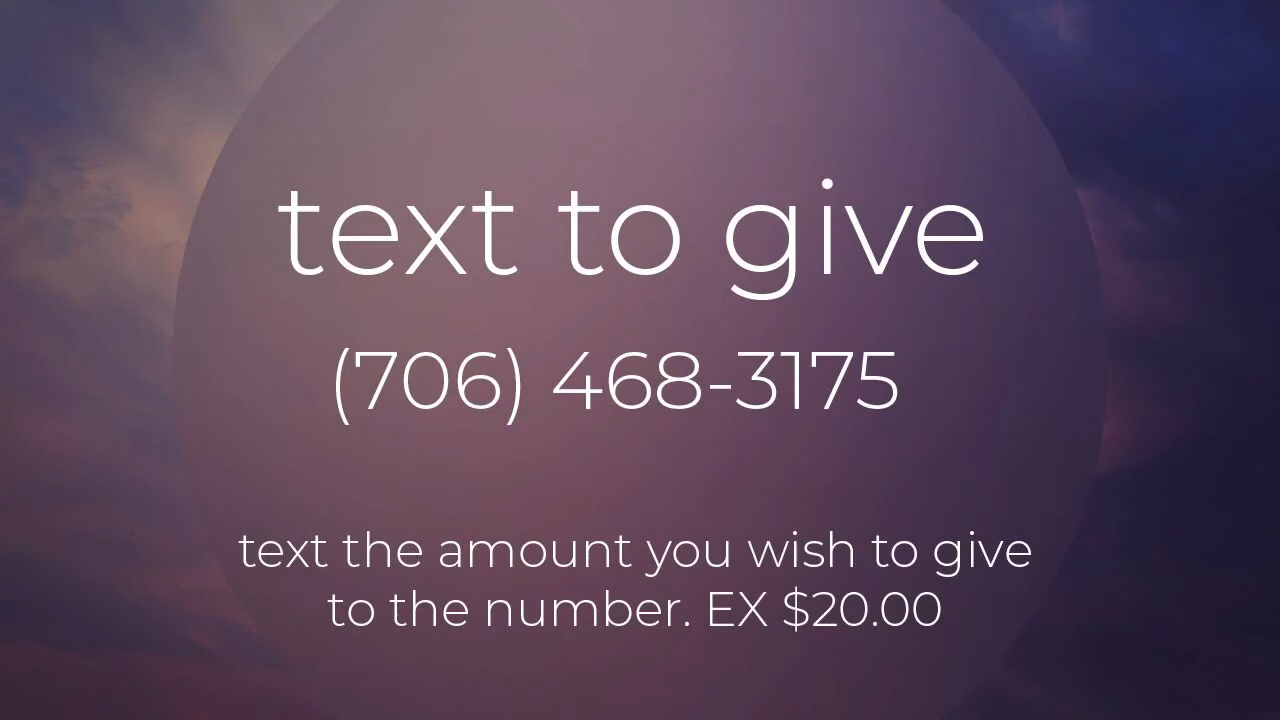 text to give
(706) 468-3175
text the amount you wish to give
to the number. EX $20.00